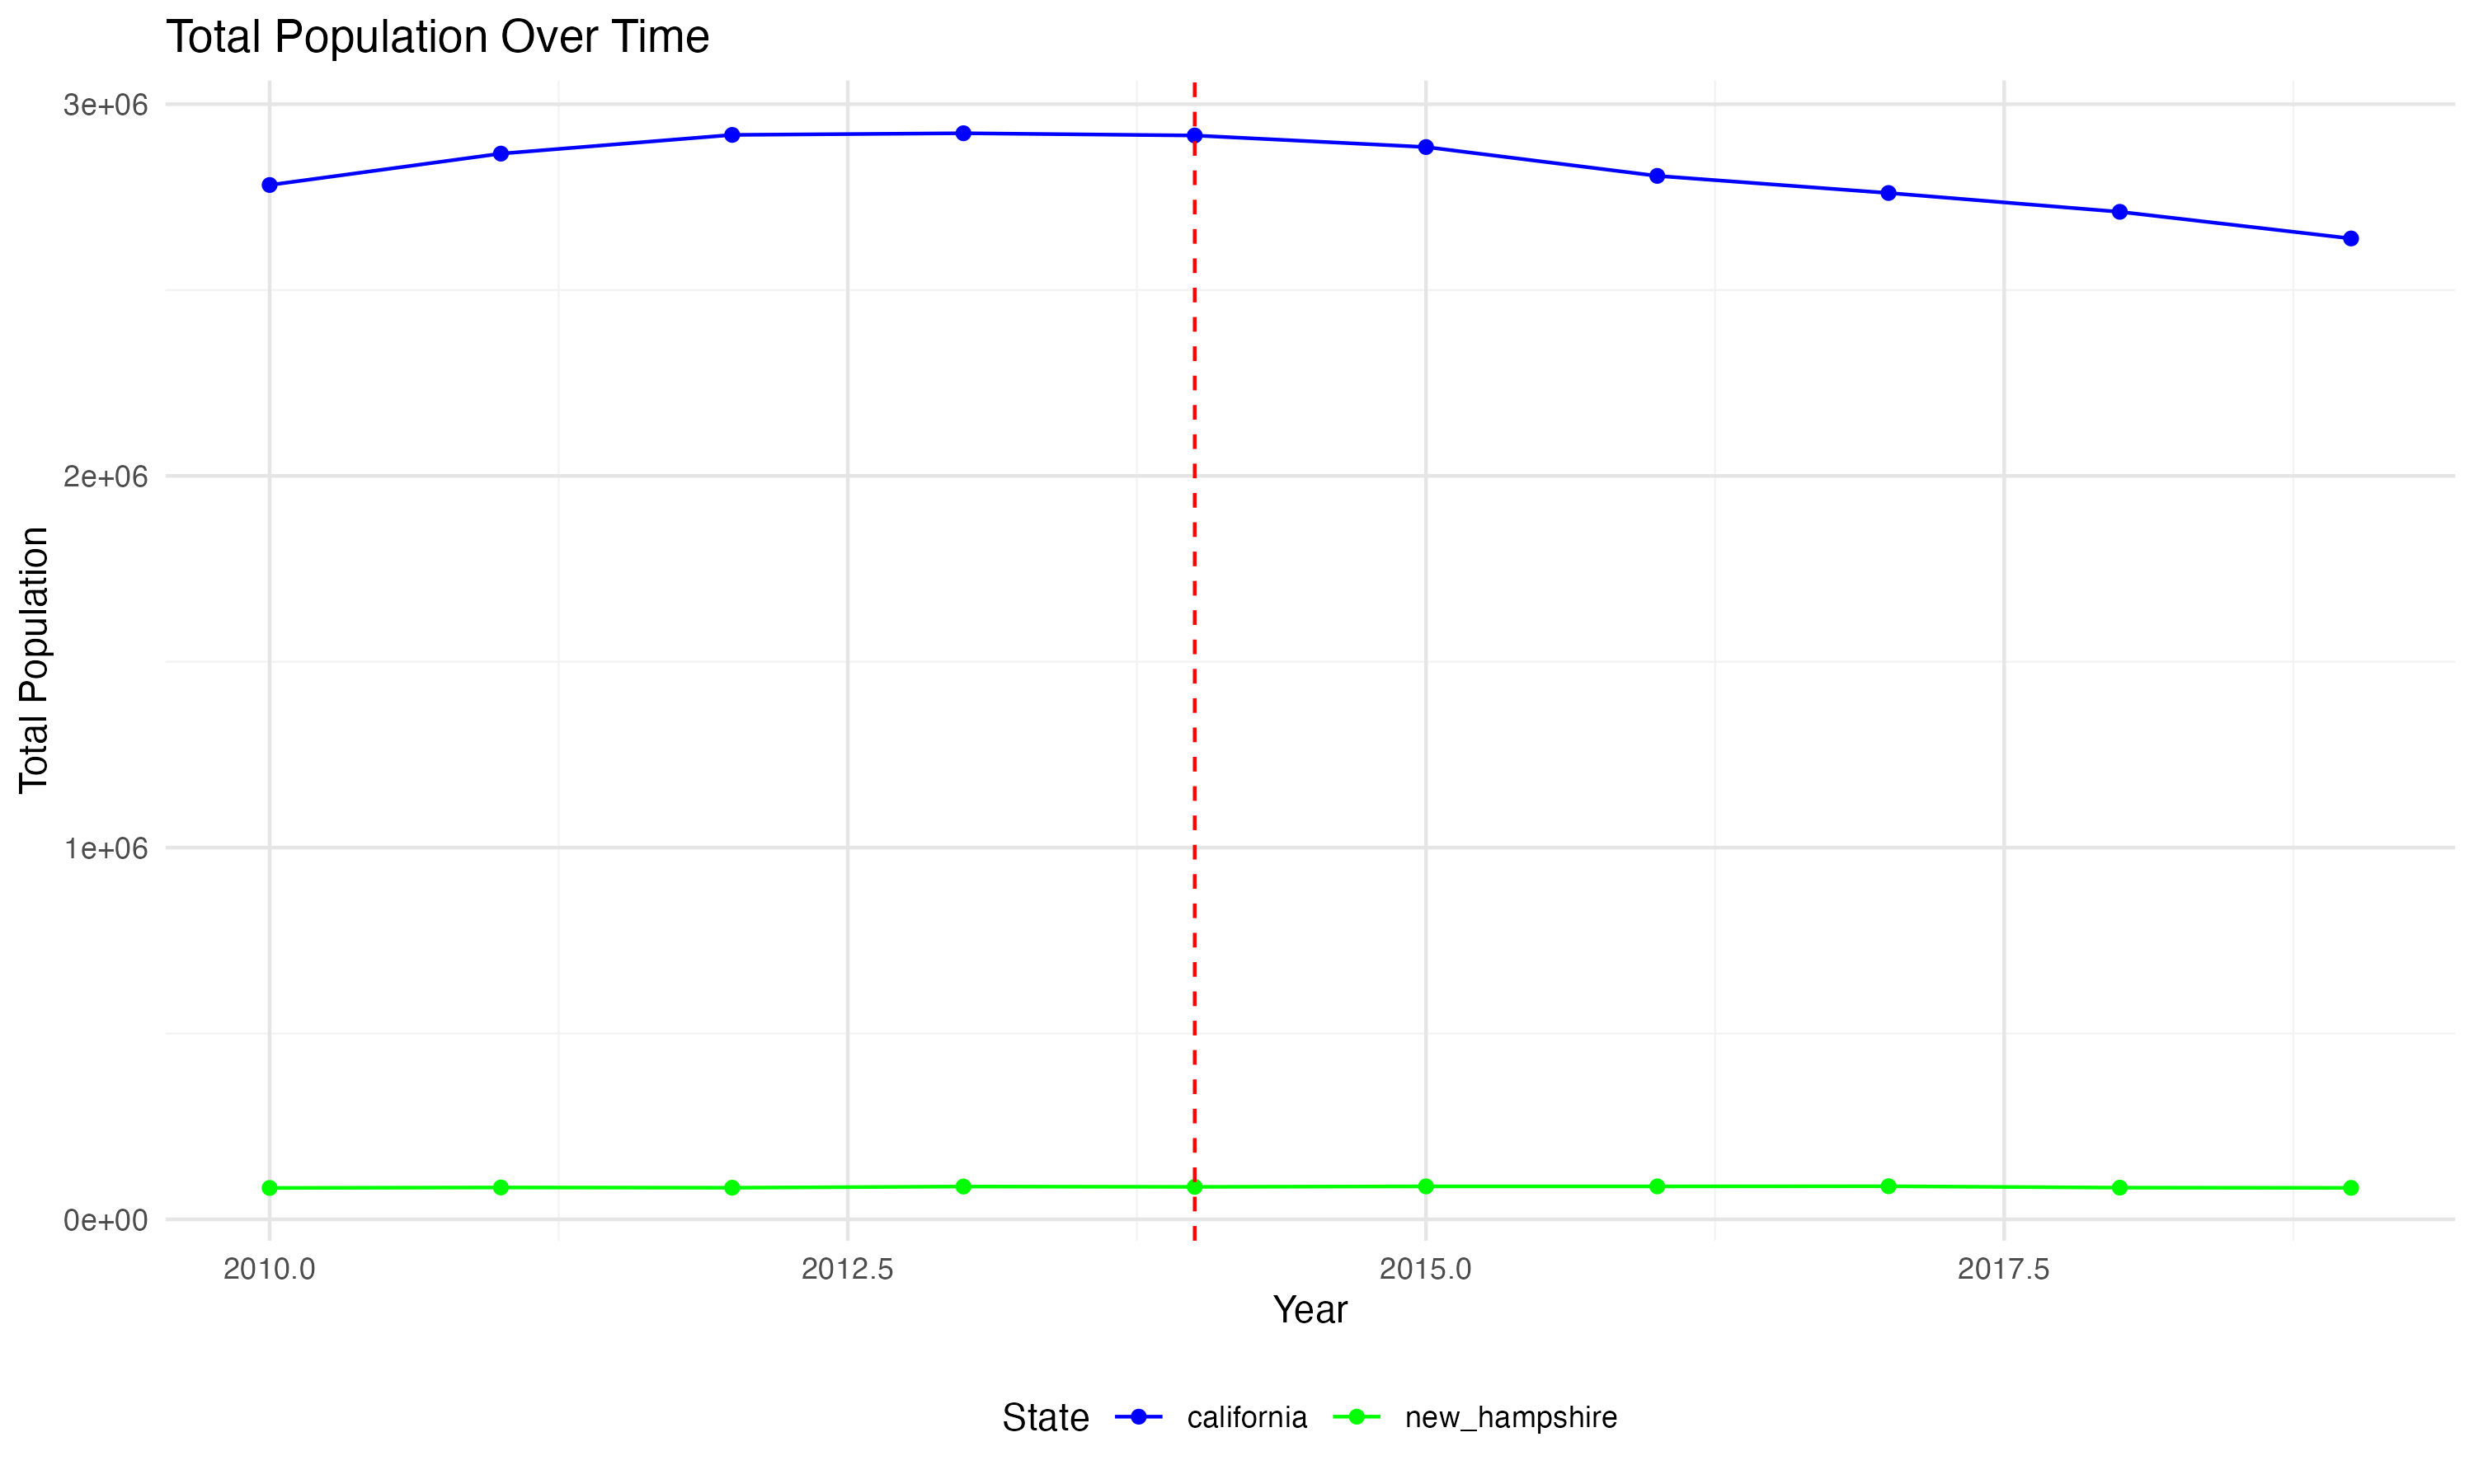 Total Population Over Time
3e+06
2e+06
1e+06
0e+00
Total Population
2010.0 2012.5 2015.0 2017.5
Year
State california new_hampshire